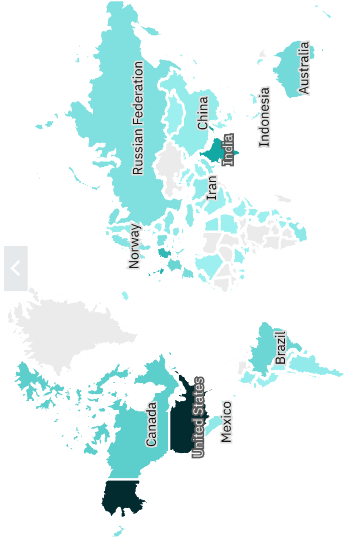 Canada
United States
Mexico
Brazil
Norway
Russian Federation
Iran
India
China
Indonesia
Australia